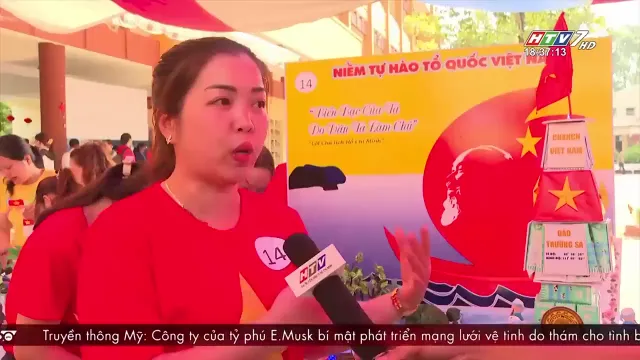 HTV7 HD
18:37:13
14
NIỀM TỰ HÀO TỔ QUỐC VIỆT NA
"Biển Bạc Của Ta
Do Dân Ta Làm Chủ"
VIỆT NAM
ĐẢO
TRƯỜNG SA
14
HTV
Truyền thông Mỹ: Công ty của tỷ phú E.Musk bí mật phát triển mạng lưới vệ tinh do thám cho tình b